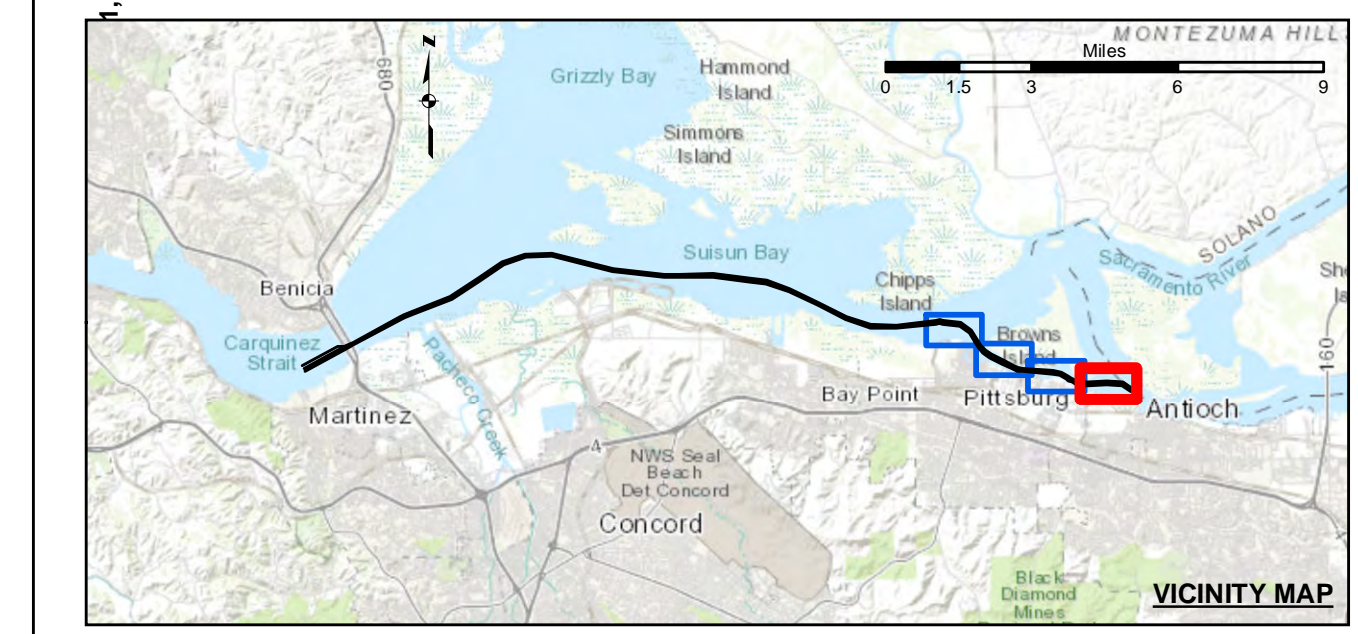 MONTEZUMA HILL
Miles
0 1.5 3 6 9
N
680
Grizzly Bay
Hammond
Island
Simmons
Island
SOLANO
Sacramento River
Suisun Bay
Chipps
Island
Benicia
Browns
Island
Carquinez
Strait
Pacheco Creek
160
Bay Point
Pittsburg
Antioch
Martinez
4
NWS Seal
Beach
Det Concord
Concord
Black
Diamond
Mines
VICINITY MAP